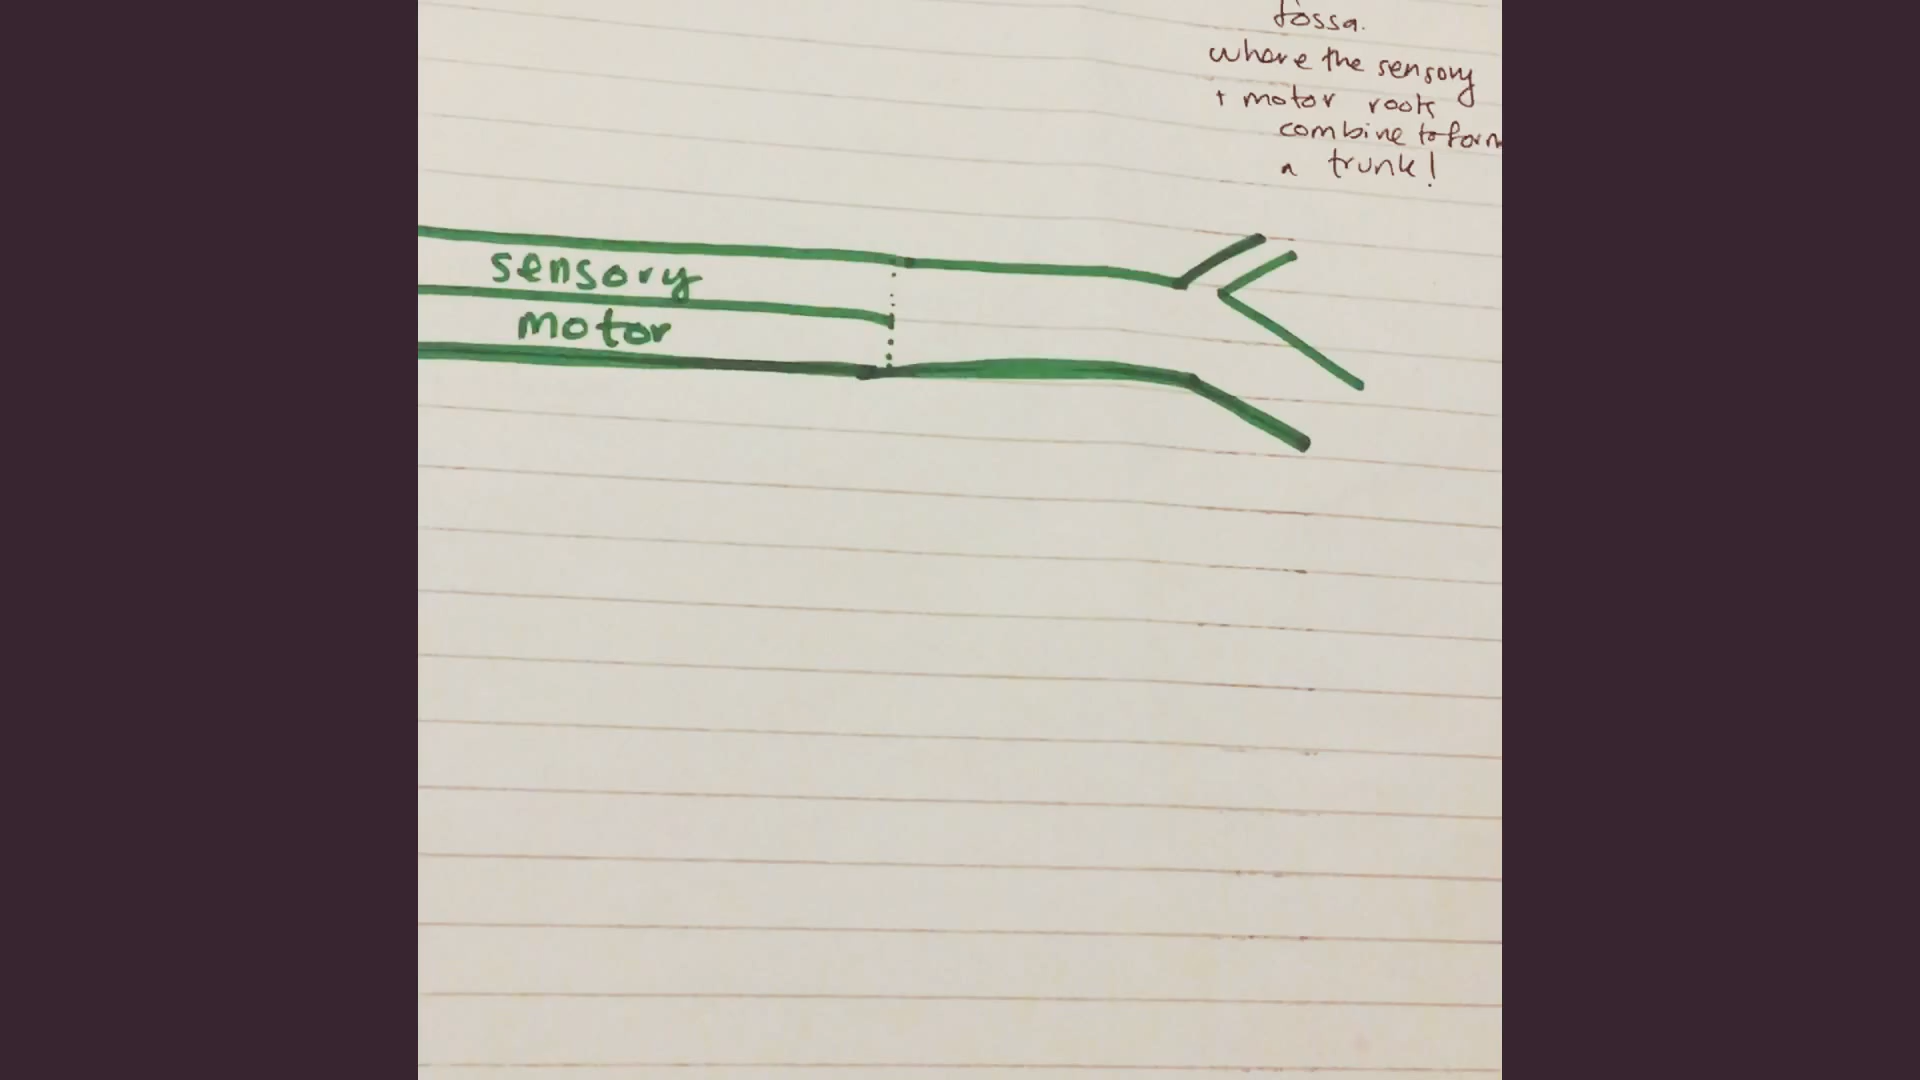 fossa.
where the sensory
+ motor roots
combine to form
a trunk!
sensory
motor